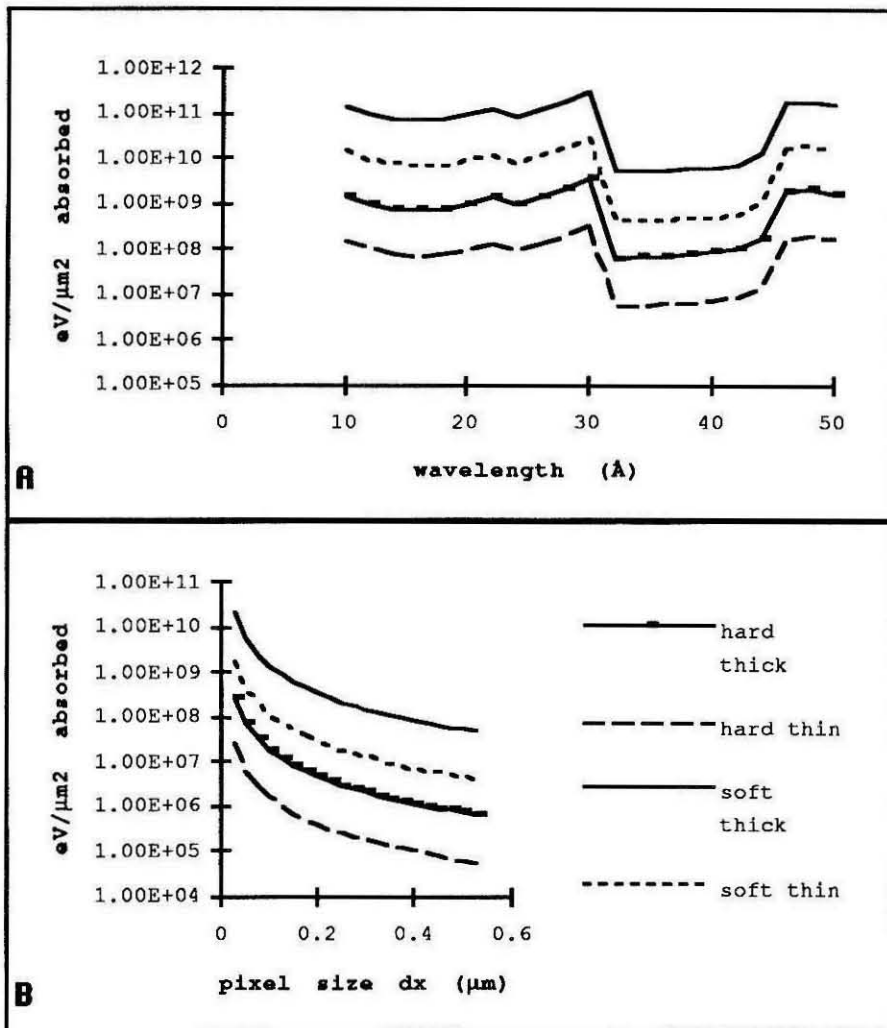 1.00E+12
1.00E+11
1.00E+10
1.00E+09
1.00E+08
1.00E+07
1.00E+06
1.00E+05
eV/µm2 absorbed
0 10 20 30 40 50
wavelength (Å)
A
1.00E+11
1.00E+10
1.00E+09
1.00E+08
1.00E+07
1.00E+06
1.00E+05
1.00E+04
eV/µm2 absorbed
0 0.2 0.4 0.6
pixel size dx (µm)
B
hard
thick
hard thin
soft
thick
soft thin